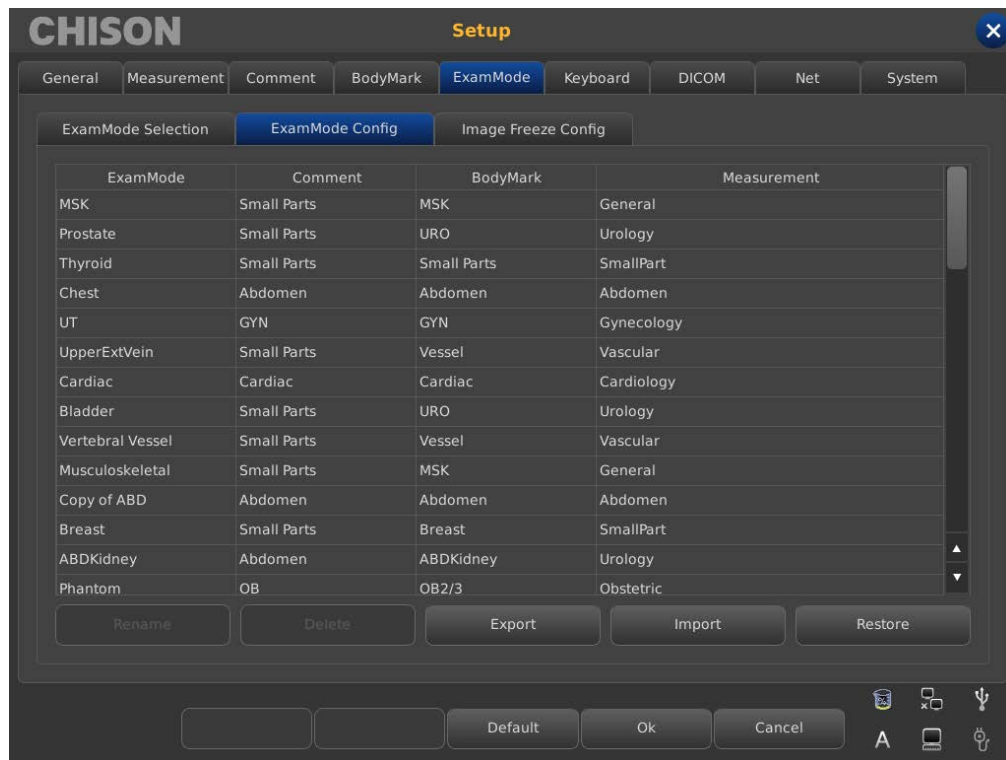 CHISON Setup
General Measurement Comment BodyMark ExamMode Keyboard DICOM Net System
ExamMode Selection ExamMode Config Image Freeze Config
ExamMode Comment BodyMark Measurement
MSK Small Parts MSK General
Prostate Small Parts URO Urology
Thyroid Small Parts Small Parts SmallPart
Chest Abdomen Abdomen Abdomen
UT GYN GYN Gynecology
UpperExtVein Small Parts Vessel Vascular
Cardiac Cardiac Cardiac Cardiology
Bladder Small Parts URO Urology
Vertebral Vessel Small Parts Vessel Vascular
Musculoskeletal Small Parts MSK General
Copy of ABD Abdomen Abdomen Abdomen
Breast Small Parts Breast SmallPart
ABDKidney Abdomen ABDKidney Urology
Phantom OB OB2/3 Obstetric
Rename Delete Export Import Restore
Default Ok Cancel
A